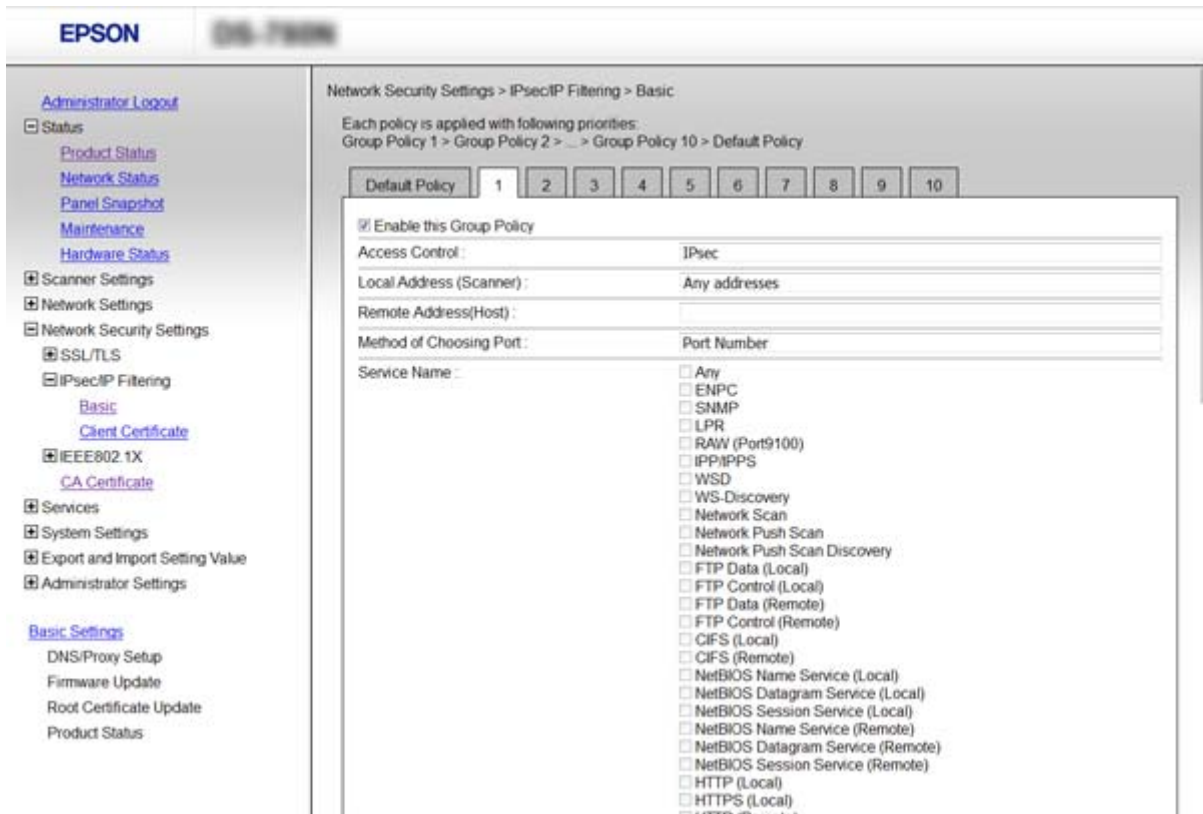 EPSON
Administrator Logout
Status
Product Status
Network Status
Panel Snapshot
Maintenance
Hardware Status
Scanner Settings
Network Settings
Network Security Settings
SSL/TLS
IPsec/IP Filtering
Basic
Client Certificate
IEEE802.1X
CA Certificate
Services
System Settings
Export and Import Setting Value
Administrator Settings
Basic Settings
DNS/Proxy Setup
Firmware Update
Root Certificate Update
Product Status
Network Security Settings > IPsec/IP Filtering > Basic
Each policy is applied with following priorities:
Group Policy 1 > Group Policy 2 > ... > Group Policy 10 > Default Policy
Default Policy 1 2 3 4 5 6 7 8 9 10
Enable this Group Policy
Access Control : IPsec
Local Address (Scanner) : Any addresses
Remote Address(Host) :
Method of Choosing Port : Port Number
Service Name : Any
ENPC
SNMP
LPR
RAW (Port9100)
IPP/IPPS
WSD
WS-Discovery
Network Scan
Network Push Scan
Network Push Scan Discovery
FTP Data (Local)
FTP Control (Local)
FTP Data (Remote)
FTP Control (Remote)
CIFS (Local)
CIFS (Remote)
NetBIOS Name Service (Local)
NetBIOS Datagram Service (Local)
NetBIOS Session Service (Local)
NetBIOS Name Service (Remote)
NetBIOS Datagram Service (Remote)
NetBIOS Session Service (Remote)
HTTP (Local)
HTTPS (Local)